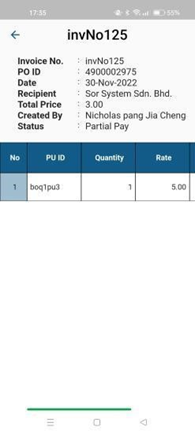 17:35 55%
invNo125
Invoice No. : invNo125
PO ID : 4900002975
Date : 30-Nov-2022
Recipient : Sor System Sdn. Bhd.
Total Price : 3.00
Created By : Nicholas pang Jia Cheng
Status : Partial Pay
No PU ID Quantity Rate
1 boq1pu3 1 5.00